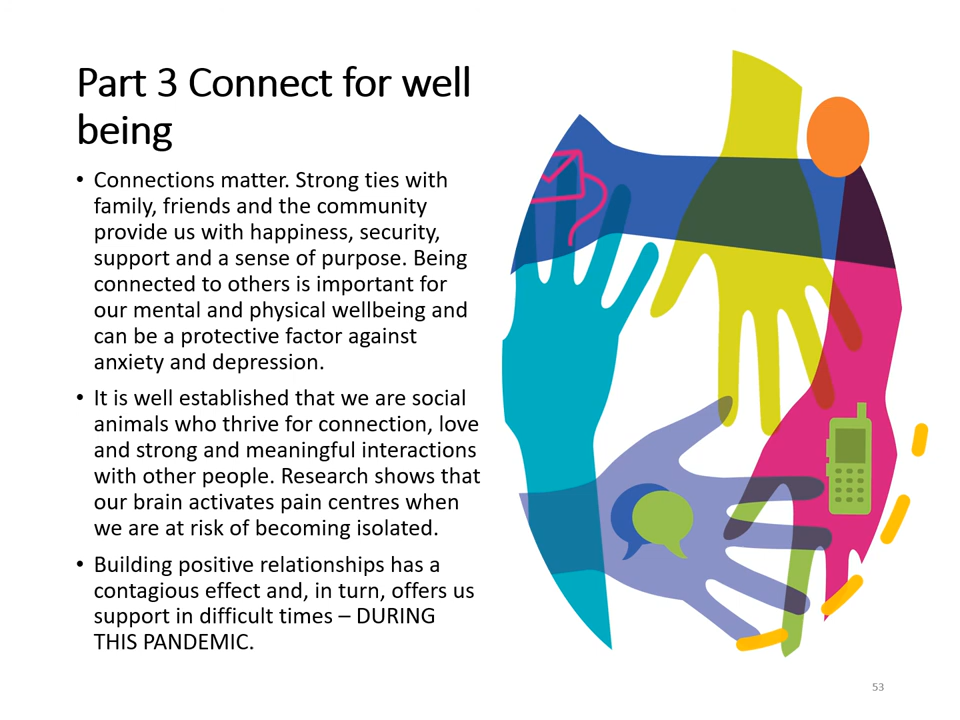 Part 3 Connect for well
being
• Connections matter. Strong ties with
family, friends and the community
provide us with happiness, security,
support and a sense of purpose. Being
connected to others is important for
our mental and physical wellbeing and
can be a protective factor against
anxiety and depression.
• It is well established that we are social
animals who thrive for connection, love
and strong and meaningful interactions
with other people. Research shows that
our brain activates pain centres when
we are at risk of becoming isolated.
• Building positive relationships has a
contagious effect and, in turn, offers us
support in difficult times – DURING
THIS PANDEMIC.
53